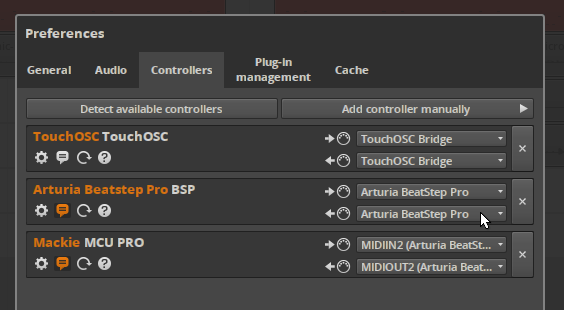 Preferences
General
Audio
Controllers
Plug-in
management
Cache
Detect available controllers
Add controller manually
TouchOSC TouchOSC
TouchOSC Bridge
TouchOSC Bridge
Arturia Beatstep Pro BSP
Arturia BeatStep Pro
Arturia BeatStep Pro
Mackie MCU PRO
MIDIIN2 (Arturia BeatSt...
MIDIOUT2 (Arturia Beat...